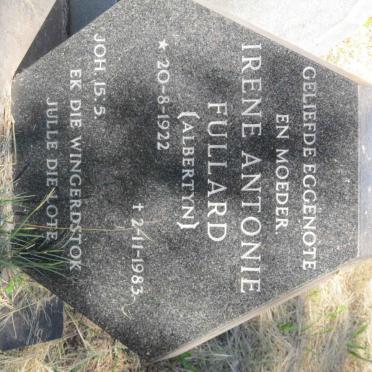 GELIEFDE EGGENOTE
EN MOEDER
IRENE ANTONIE
FULLARD
(ALBERTYN)
★ 20-8-1922
✝ 2-11-1983
JOH. 15. 5.
EK DIE WINGERDSTOK
JULLE DIE LOTE